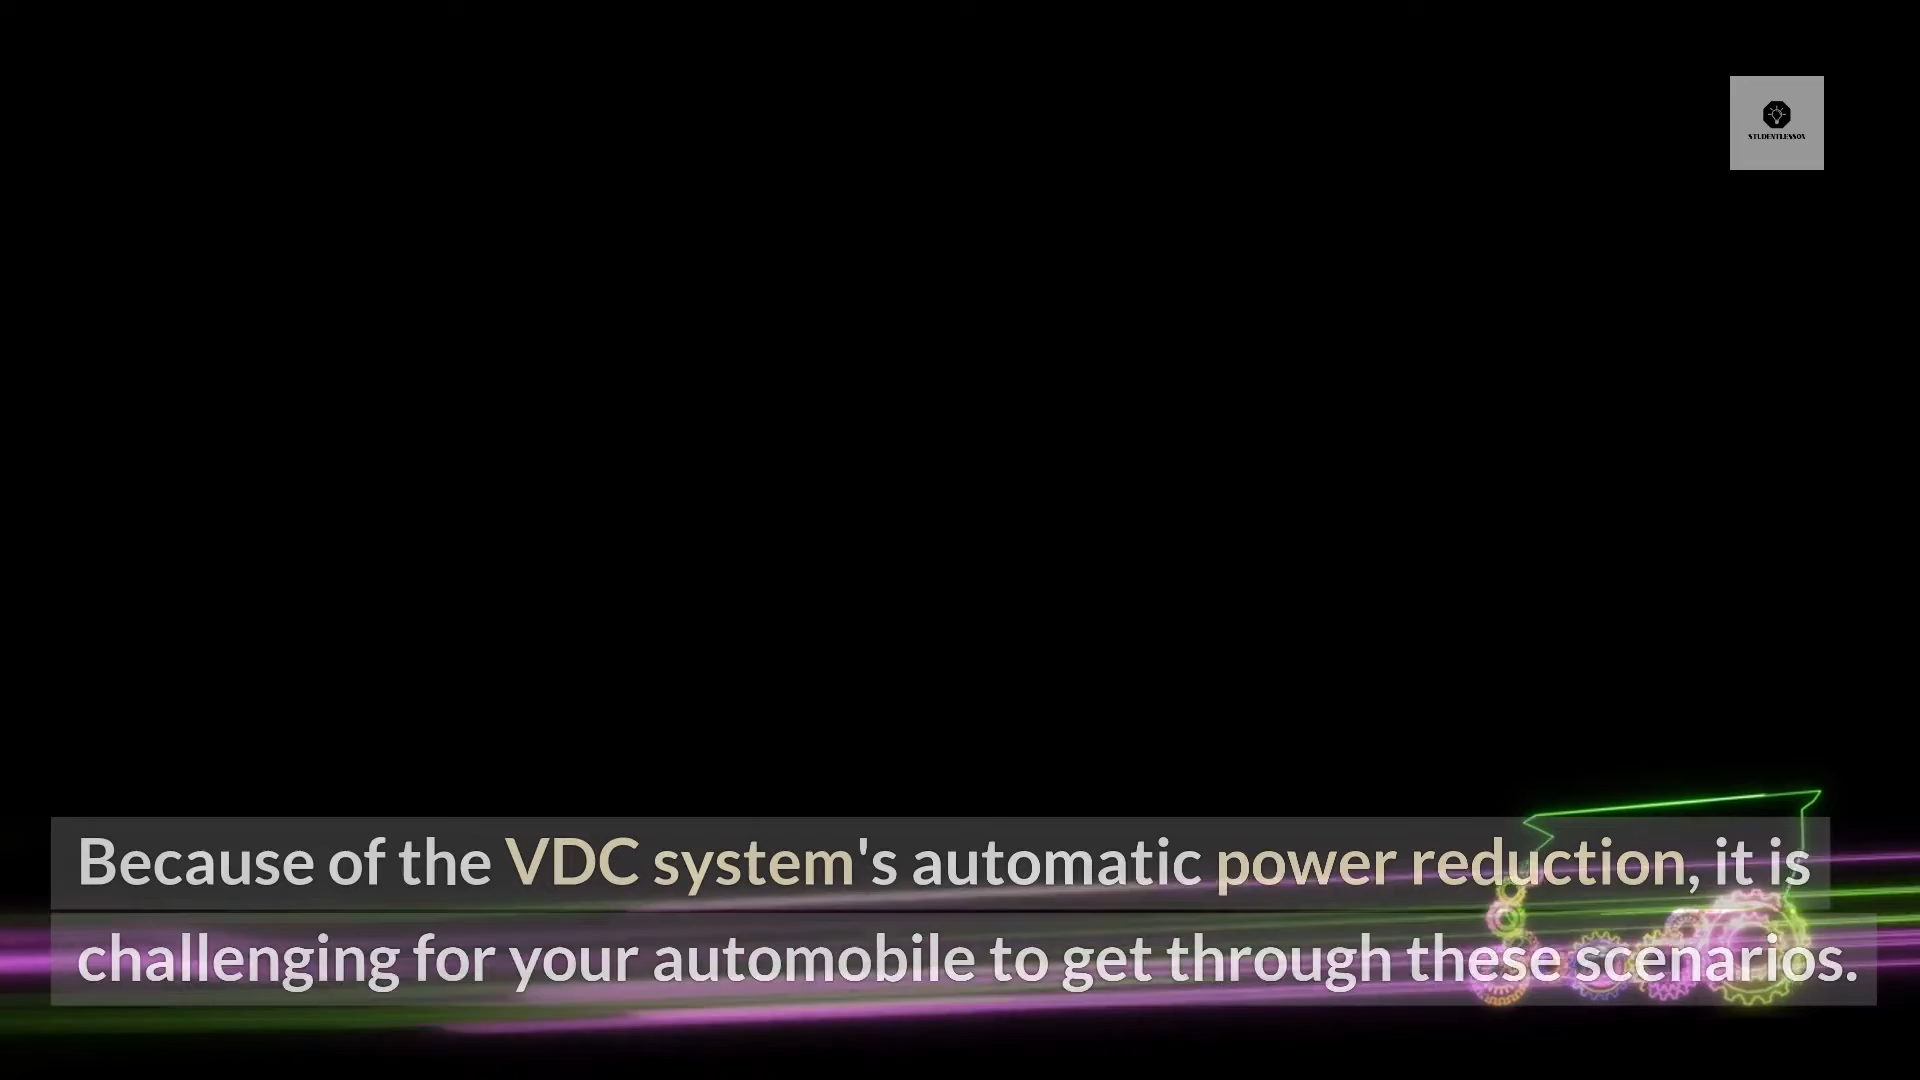 STUDENTLESSON
Because of the VDC system's automatic power reduction, it is
challenging for your automobile to get through these scenarios.